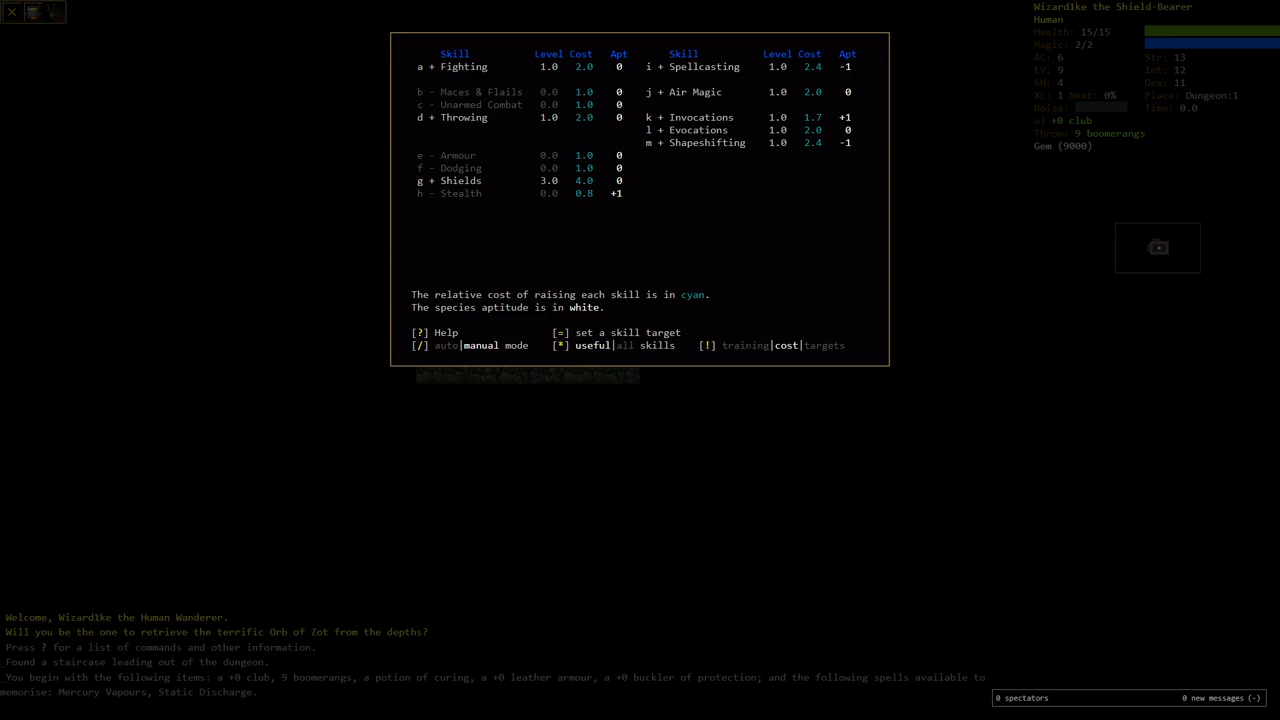 Wizard1ke the Shield-Bearer
Human
Health: 15/15
Magic: 2/2
AC: 6 Str: 13
EV: 9 Int: 12
SH: 4 Dex: 11
XL: 1 Next: 0% Place: Dungeon:1
Noise: Time: 0.0
a) +0 club
Throw: 9 boomerangs
Gem (9000)
Skill Level Cost Apt Skill Level Cost Apt
a + Fighting 1.0 2.0 0 i + Spellcasting 1.0 2.4 -1
b - Maces & Flails 0.0 1.0 0 j + Air Magic 1.0 2.0 0
c - Unarmed Combat 0.0 1.0 0
d + Throwing 1.0 2.0 0 k + Invocations 1.0 1.7 +1
l + Evocations 1.0 2.0 0
m + Shapeshifting 1.0 2.4 -1
e - Armour 0.0 1.0 0
f - Dodging 0.0 1.0 0
g + Shields 3.0 4.0 0
h - Stealth 0.0 0.8 +1
The relative cost of raising each skill is in cyan.
The species aptitude is in white.
[?] Help [=] set a skill target
[/] auto|manual mode [*] useful|all skills [!] training|cost|targets
Welcome, Wizard1ke the Human Wanderer.
Will you be the one to retrieve the terrific Orb of Zot from the depths?
Press ? for a list of commands and other information.
_Found a staircase leading out of the dungeon.
_You begin with the following items: a +0 club, 9 boomerangs, a potion of curing, a +0 leather armour, a +0 buckler of protection; and the following spells available to
memorise: Mercury Vapours, Static Discharge.
0 spectators 0 new messages (-)